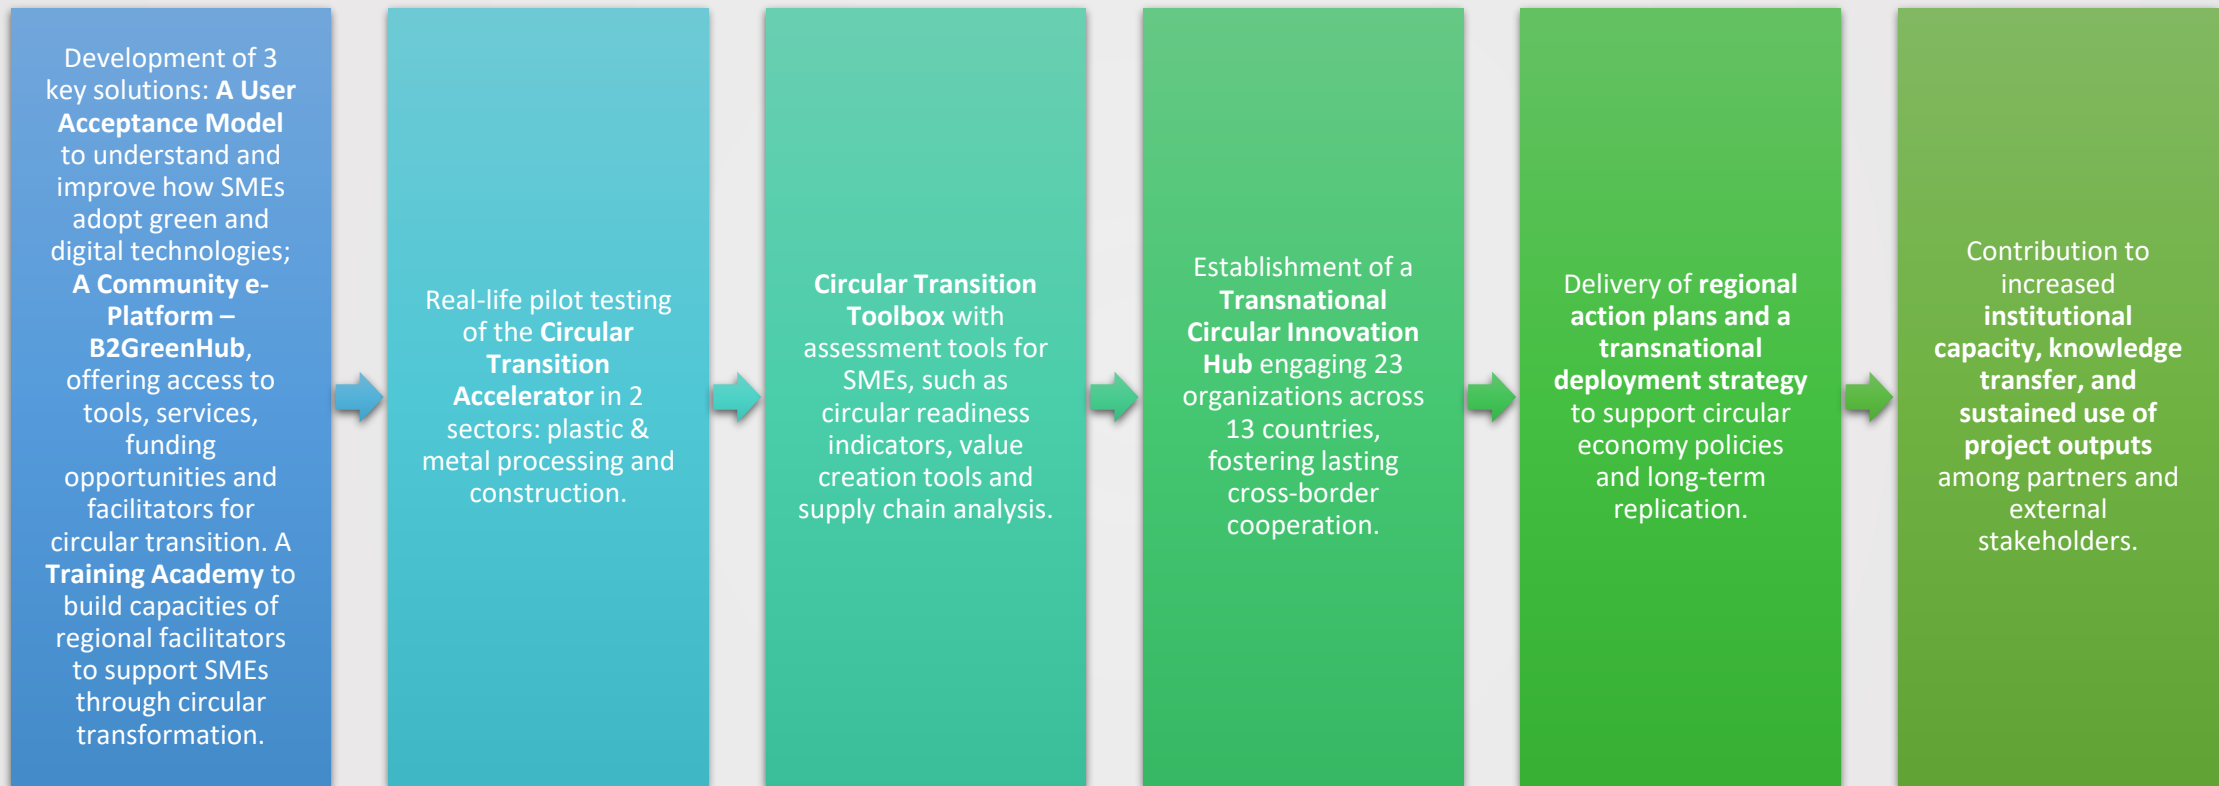 Development of 3
key solutions: A User
Acceptance Model
to understand and
improve how SMEs
adopt green and
digital technologies;
A Community e-
Platform –
B2GreenHub,
offering access to
tools, services,
funding
opportunities and
facilitators for
circular transition. A
Training Academy to
build capacities of
regional facilitators
to support SMEs
through circular
transformation.
Real-life pilot testing
of the Circular
Transition
Accelerator in 2
sectors: plastic &
metal processing and
construction.
Circular Transition
Toolbox with
assessment tools for
SMEs, such as
circular readiness
indicators, value
creation tools and
supply chain analysis.
Establishment of a
Transnational
Circular Innovation
Hub engaging 23
organizations across
13 countries,
fostering lasting
cross-border
cooperation.
Delivery of regional
action plans and a
transnational
deployment strategy
to support circular
economy policies
and long-term
replication.
Contribution to
increased
institutional
capacity, knowledge
transfer, and
sustained use of
project outputs
among partners and
external
stakeholders.